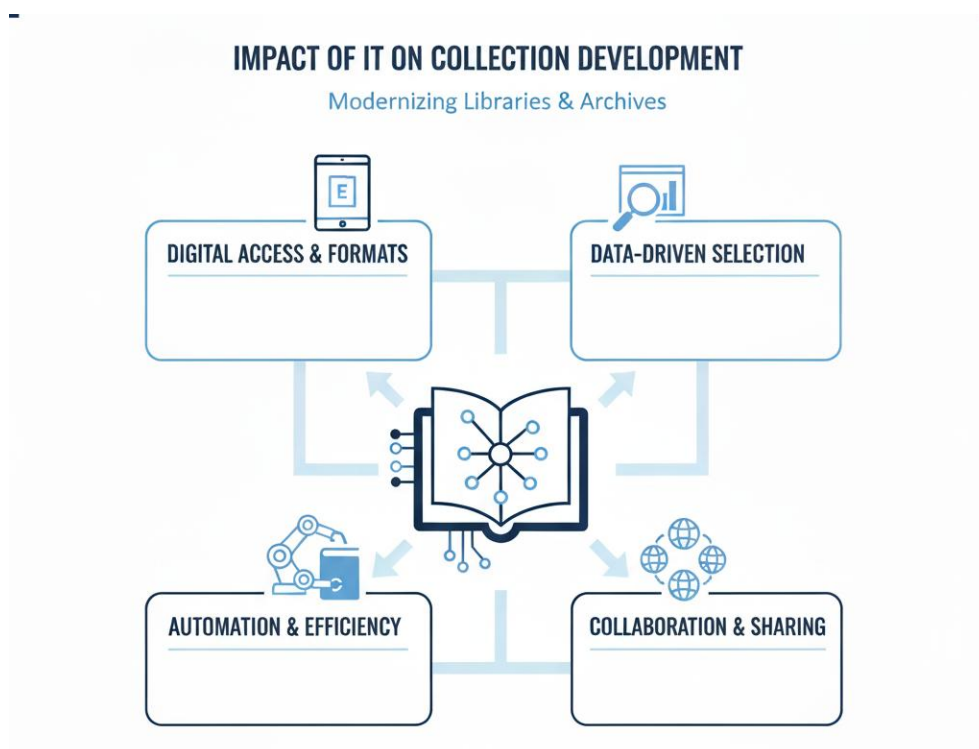 IMPACT OF IT ON COLLECTION DEVELOPMENT
Modernizing Libraries & Archives
E
DIGITAL ACCESS & FORMATS
DATA-DRIVEN SELECTION
AUTOMATION & EFFICIENCY
COLLABORATION & SHARING